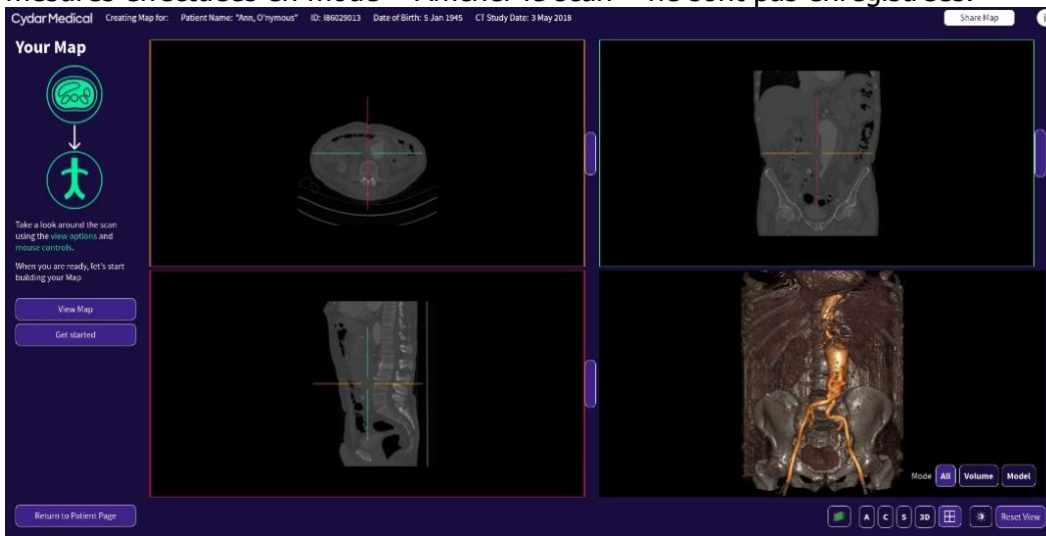 mesures effectuées en mode « Afficher le scan » ne sont pas enregistrées.
Cydar Medical Creating Map for: Patient Name: "Ann, O'nymous" ID: I86029013 Date of Birth: 5 Jan 1945 CT Study Date: 3 May 2018 Share Map
Your Map
Take a look around the scan
using the view options and
mouse controls.
When you are ready, let's start
building your Map
View Map
Get started
Mode All Volume Model
Return to Patient Page A C S 3D Reset View